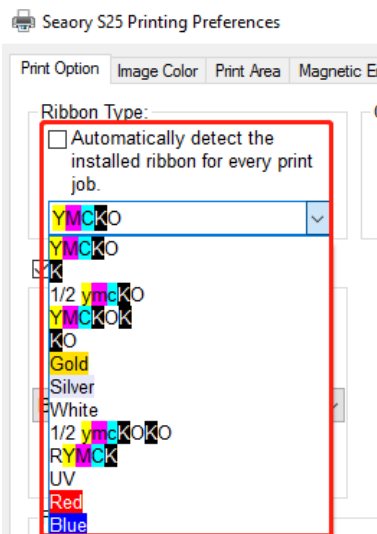 Seaory S25 Printing Preferences
Print Option Image Color Print Area Magnetic E
Ribbon Type:
Automatically detect the
installed ribbon for every print
job.
YMCKO
YMCKO
K
1/2 ymcKO
YMCKOK
KO
Gold
Silver
White
1/2 ymcKOKO
RYMCK
UV
Red
Blue